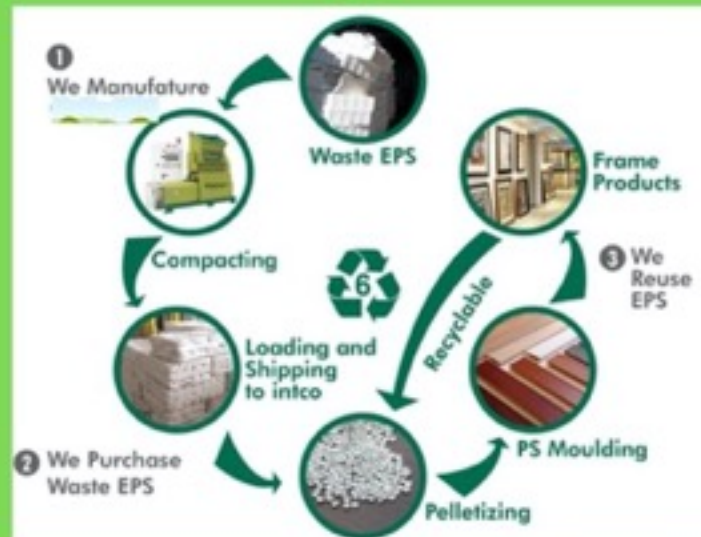 1
We Manufature
Waste EPS
Frame
Products
Compacting
6
3 We
Reuse
EPS
Recyclable
Loading and
Shipping
to intco
2 We Purchase
Waste EPS
PS Moulding
Pelletizing